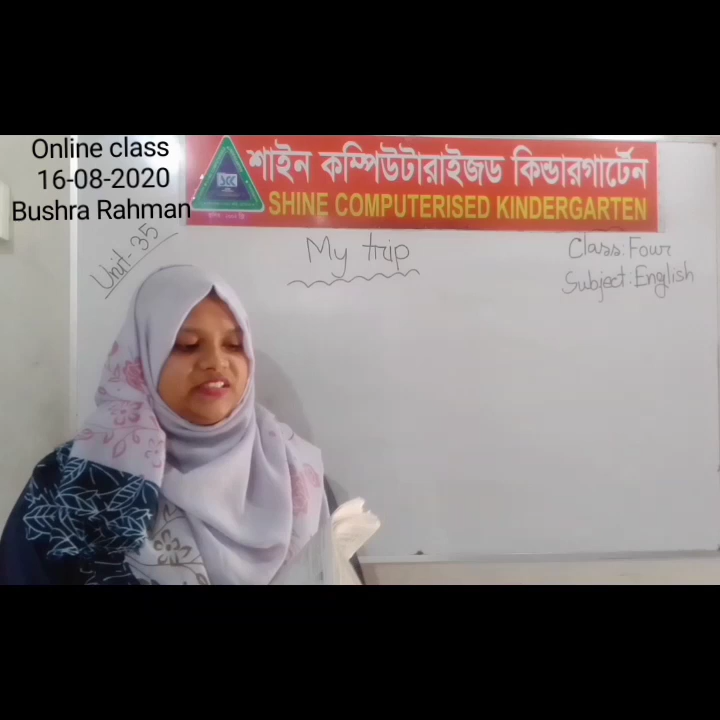 Online class
16-08-2020
Bushra Rahman
শাইন কম্পিউটারাইজড কিন্ডারগার্টেন
SHINE COMPUTERISED KINDERGARTEN
Unit-35
My trip
Class: Four
Subject: English